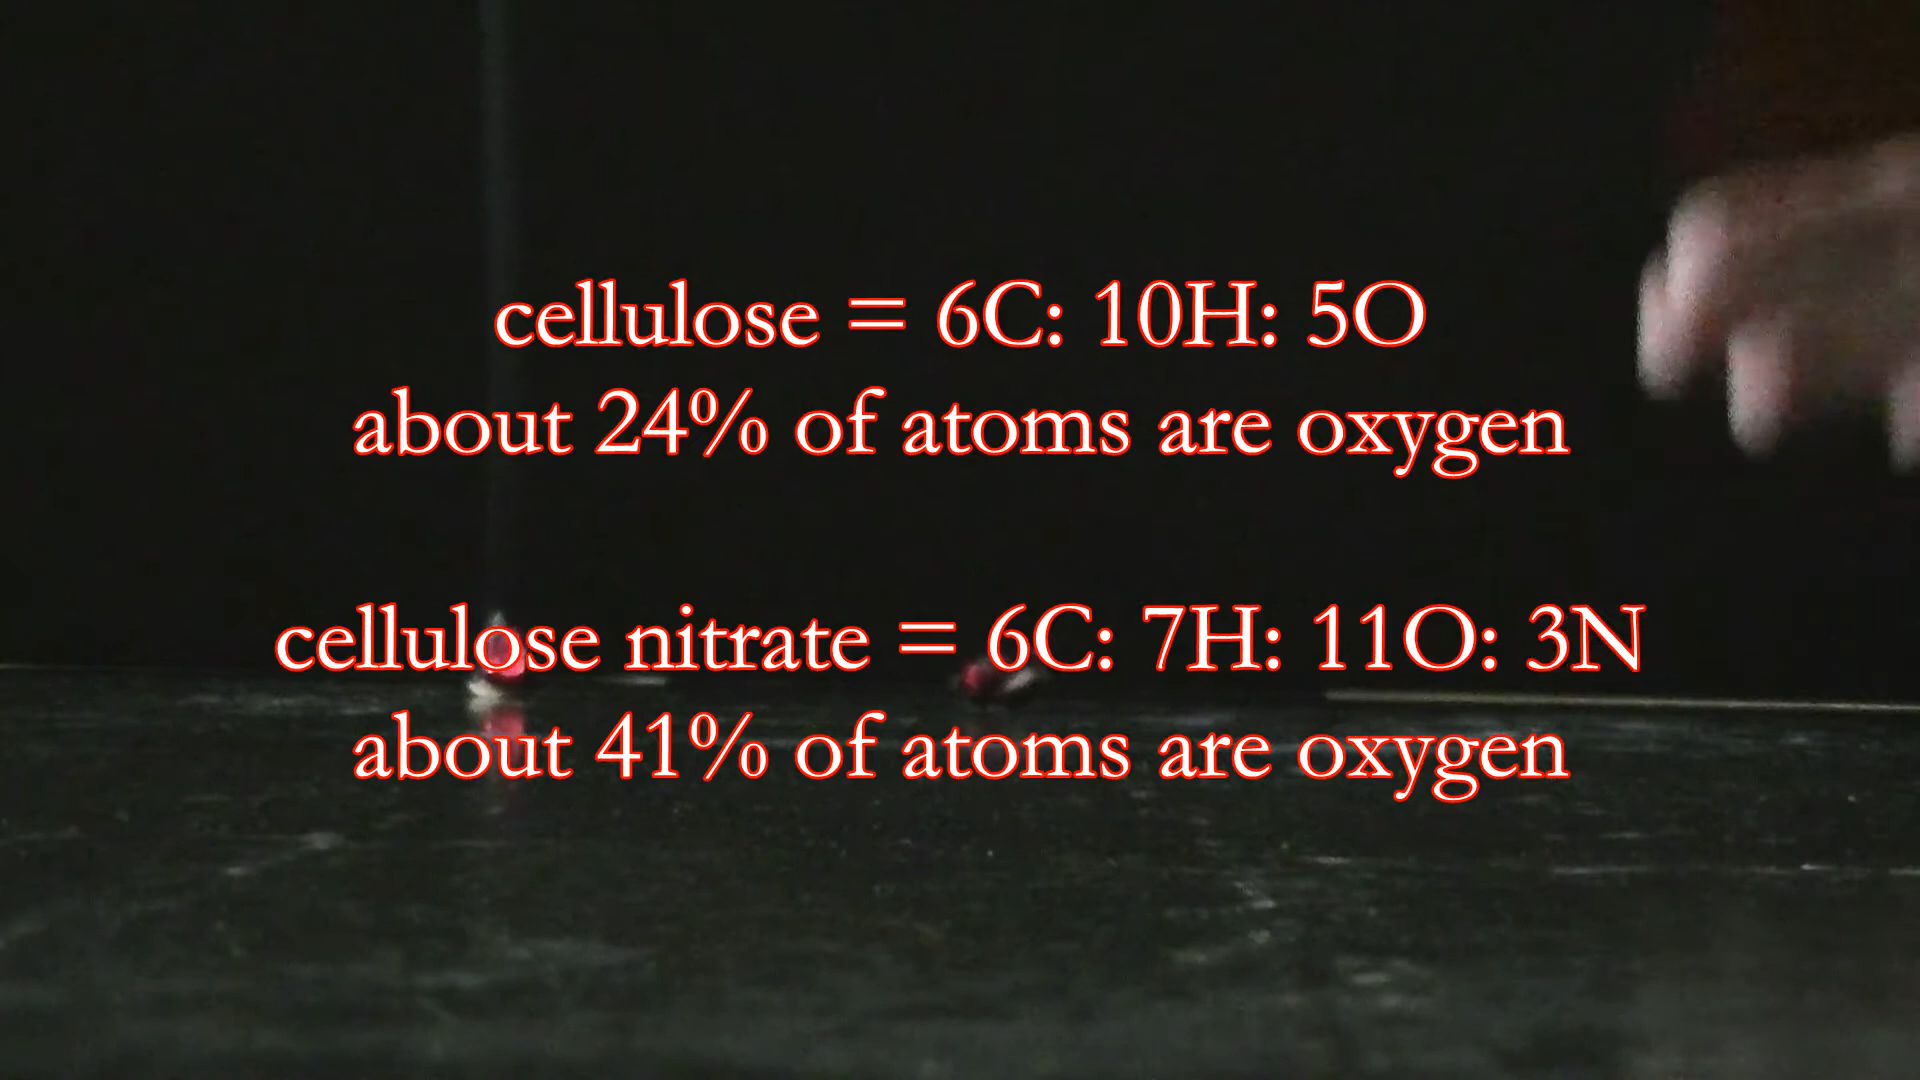 cellulose = 6C: 10H: 5O
about 24% of atoms are oxygen
cellulose nitrate = 6C: 7H: 11O: 3N
about 41% of atoms are oxygen